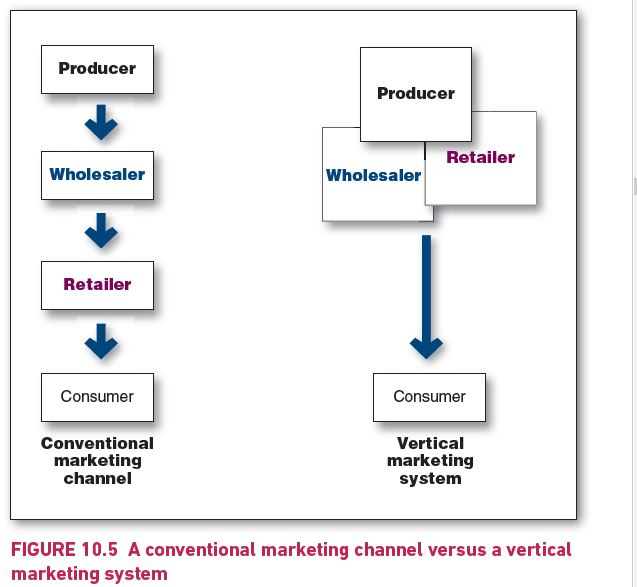 Producer
Wholesaler
Retailer
Consumer
Conventional
marketing
channel
Producer
Wholesaler
Retailer
Consumer
Vertical
marketing
system
FIGURE 10.5 A conventional marketing channel versus a vertical
marketing system